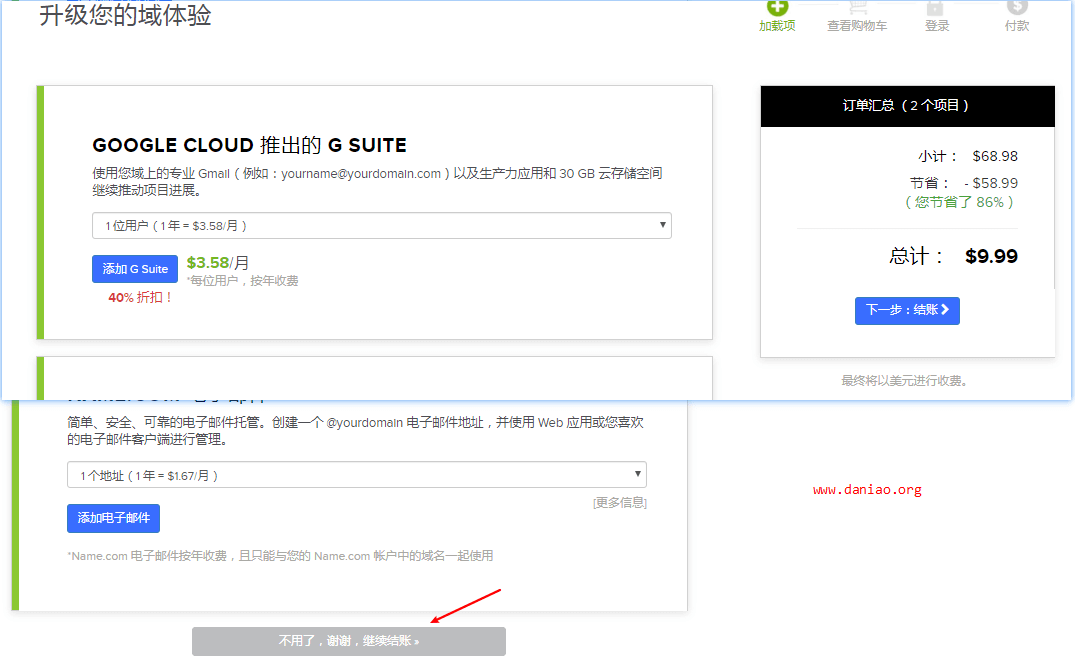 升级您的域体验
加载项
查看购物车
登录
付款
GOOGLE CLOUD 推出的 G SUITE
使用您域上的专业 Gmail（例如：yourname@yourdomain.com）以及生产力应用和 30 GB 云存储空间
继续推动项目进展。
1 位用户（1 年 = $3.58/月）
添加 G Suite
$3.58/月
*每位用户，按年收费
40% 折扣！
订单汇总（2 个项目）
小计： $68.98
节省： - $58.99
（您节省了 86%）
总计： $9.99
下一步：结账
最终将以美元进行收费。
简单、安全、可靠的电子邮件托管。创建一个 @yourdomain 电子邮件地址，并使用 Web 应用或您喜欢
的电子邮件客户端进行管理。
1 个地址（1 年 = $1.67/月）
[更多信息]
添加电子邮件
*Name.com 电子邮件按年收费，且只能与您的 Name.com 帐户中的域名一起使用
www.daniao.org
不用了，谢谢，继续结账 »